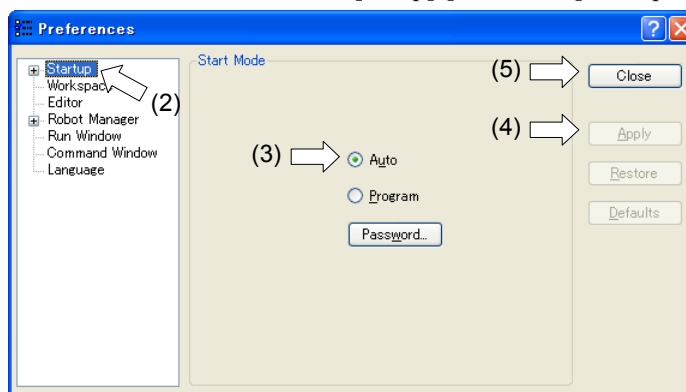 Preferences
Startup
Workspac
(2)
Editor
Robot Manager
Run Window
Command Window
Language
Start Mode
(3)
Auto
Program
Password...
(5)
Close
(4)
Apply
Restore
Defaults